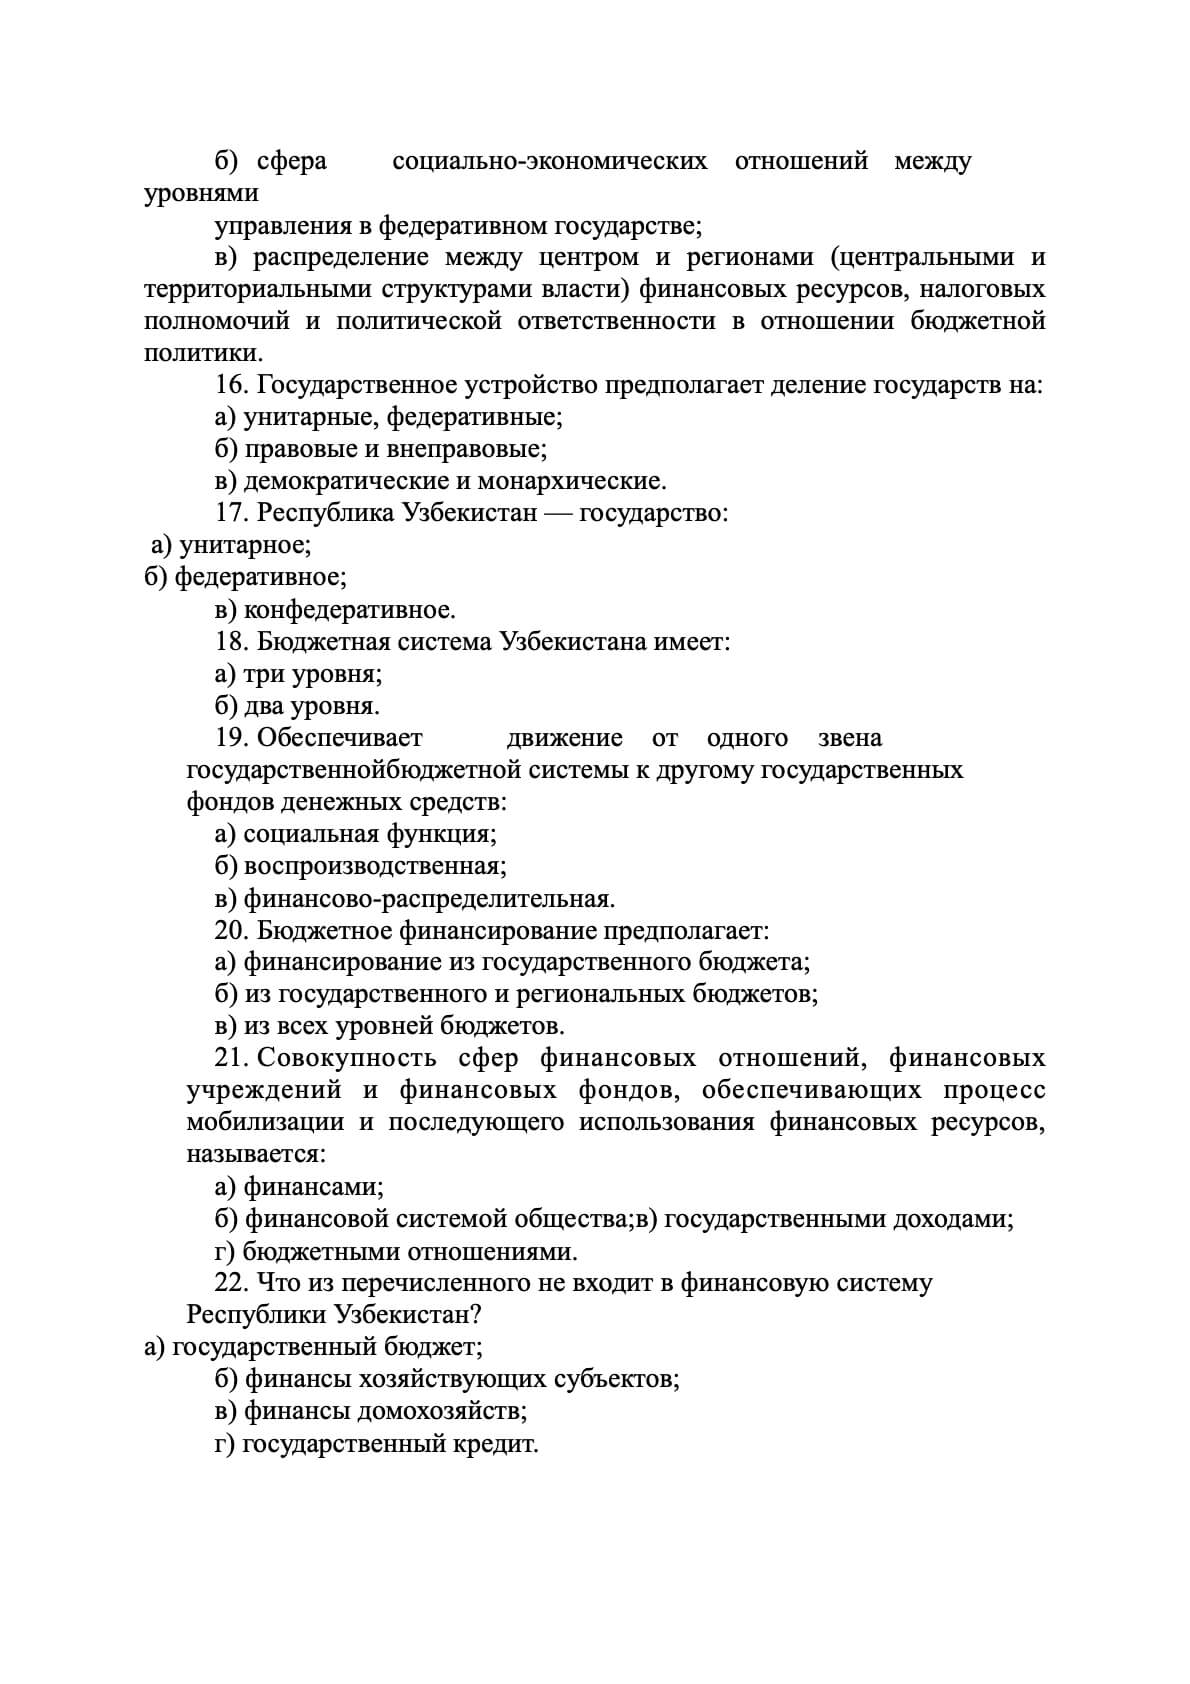 б) сфера социально-экономических отношений между
уровнями
управления в федеративном государстве;
в) распределение между центром и регионами (центральными и
территориальными структурами власти) финансовых ресурсов, налоговых
полномочий и политической ответственности в отношении бюджетной
политики.
16. Государственное устройство предполагает деление государств на:
а) унитарные, федеративные;
б) правовые и внеправовые;
в) демократические и монархические.
17. Республика Узбекистан — государство:
а) унитарное;
б) федеративное;
в) конфедеративное.
18. Бюджетная система Узбекистана имеет:
а) три уровня;
б) два уровня.
19. Обеспечивает движение от одного звена
государственнойбюджетной системы к другому государственных
фондов денежных средств:
а) социальная функция;
б) воспроизводственная;
в) финансово-распределительная.
20. Бюджетное финансирование предполагает:
а) финансирование из государственного бюджета;
б) из государственного и региональных бюджетов;
в) из всех уровней бюджетов.
21. Совокупность сфер финансовых отношений, финансовых
учреждений и финансовых фондов, обеспечивающих процесс
мобилизации и последующего использования финансовых ресурсов,
называется:
а) финансами;
б) финансовой системой общества;в) государственными доходами;
г) бюджетными отношениями.
22. Что из перечисленного не входит в финансовую систему
Республики Узбекистан?
а) государственный бюджет;
б) финансы хозяйствующих субъектов;
в) финансы домохозяйств;
г) государственный кредит.